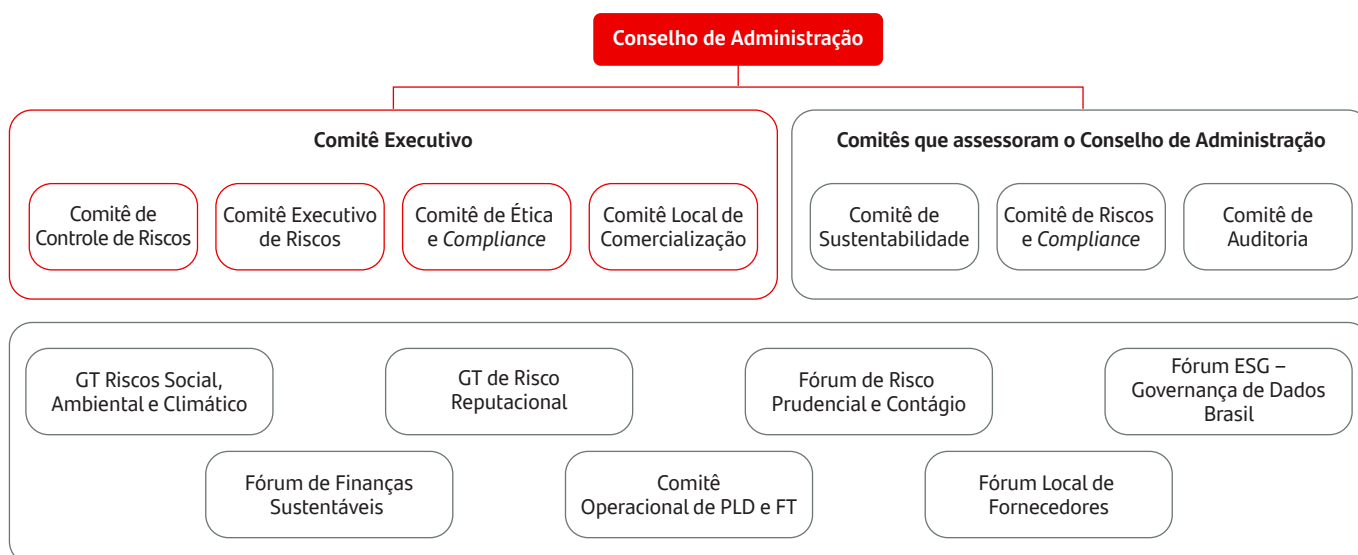 Conselho de Administração
Comitê Executivo
Comitê de
Controle de Riscos
Comitê Executivo
de Riscos
Comitê de Ética
e Compliance
Comitê Local de
Comercialização
Comitês que assessoram o Conselho de Administração
Comitê de
Sustentabilidade
Comitê de Riscos
e Compliance
Comitê de
Auditoria
GT Riscos Social,
Ambiental e Climático
GT de Risco
Reputacional
Fórum de Risco
Prudencial e Contágio
Fórum ESG –
Governança de Dados
Brasil
Fórum de Finanças
Sustentáveis
Comitê
Operacional de PLD e FT
Fórum Local de
Fornecedores